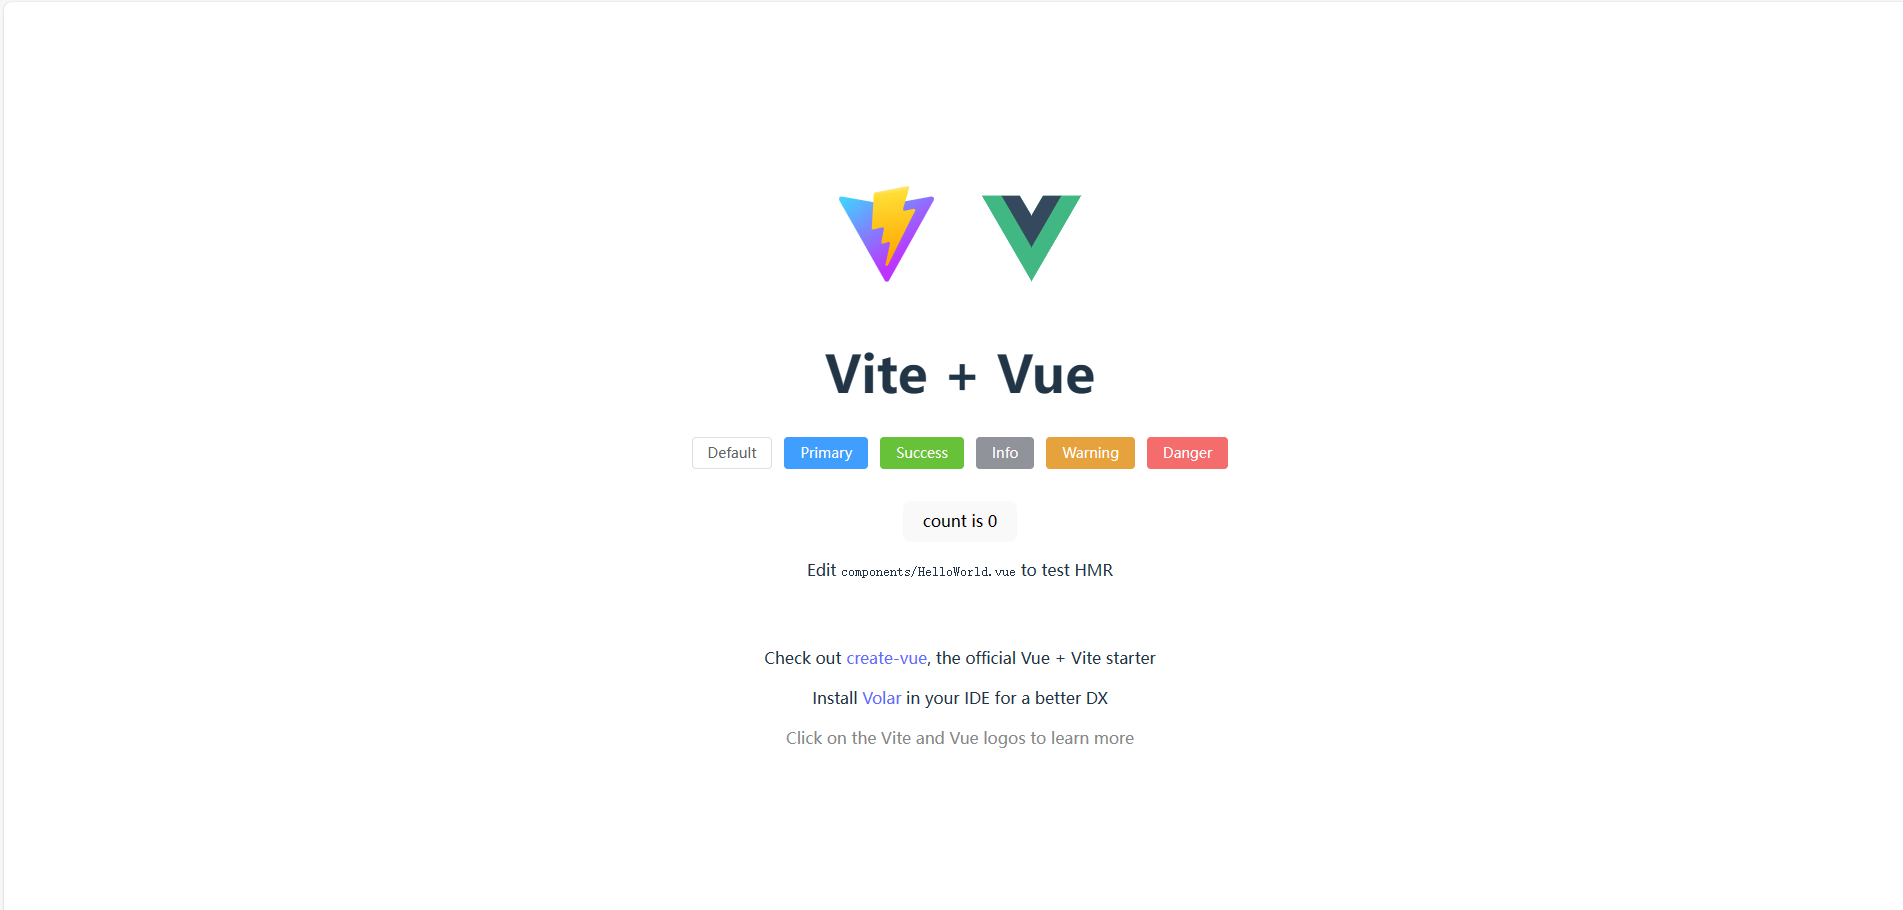 Vite + Vue
Default Primary Success Info Warning Danger
count is 0
Edit components/HelloWorld.vue to test HMR
Check out create-vue, the official Vue + Vite starter
Install Volar in your IDE for a better DX
Click on the Vite and Vue logos to learn more